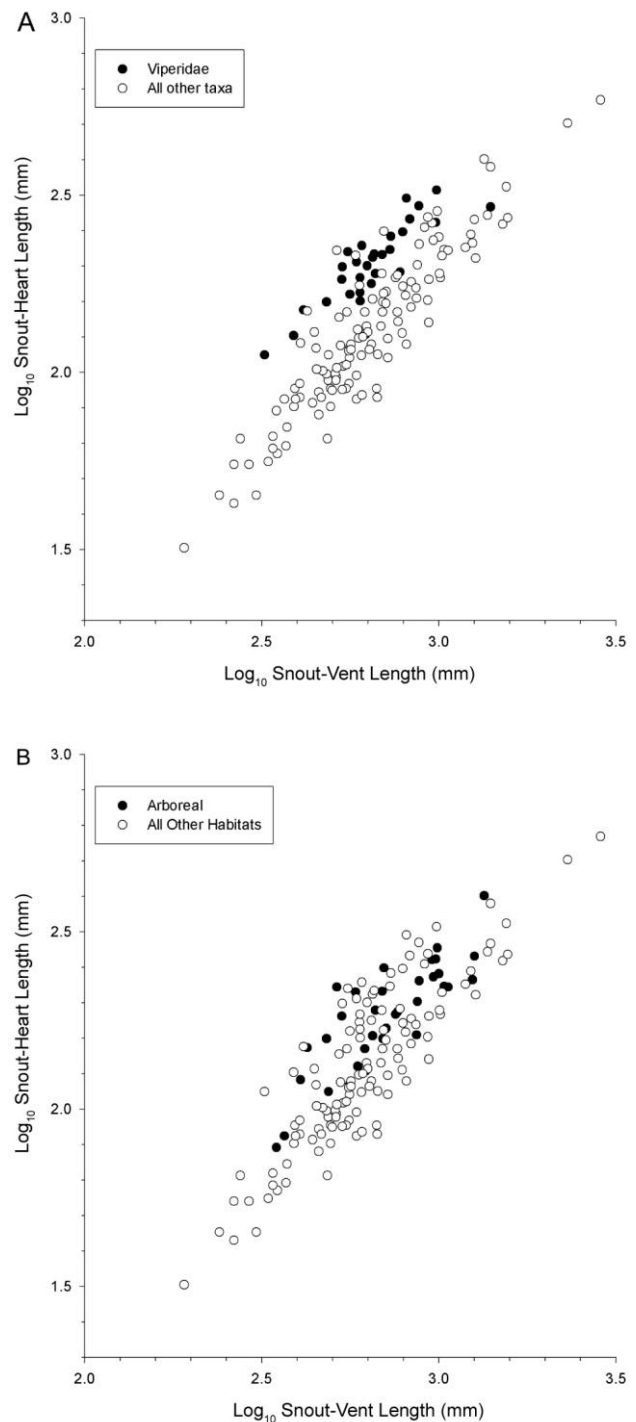 A
Viperidae
All other taxa
3.0
2.5
2.0
1.5
Log10 Snout-Heart Length (mm)
2.0 2.5 3.0 3.5
Log10 Snout-Vent Length (mm)
B
Arboreal
All Other Habitats
3.0
2.5
2.0
1.5
Log10 Snout-Heart Length (mm)
2.0 2.5 3.0 3.5
Log10 Snout-Vent Length (mm)